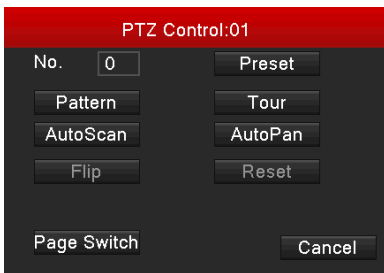 PTZ Control:01
No. 0 Preset
Pattern Tour
AutoScan AutoPan
Flip Reset
Page Switch Cancel